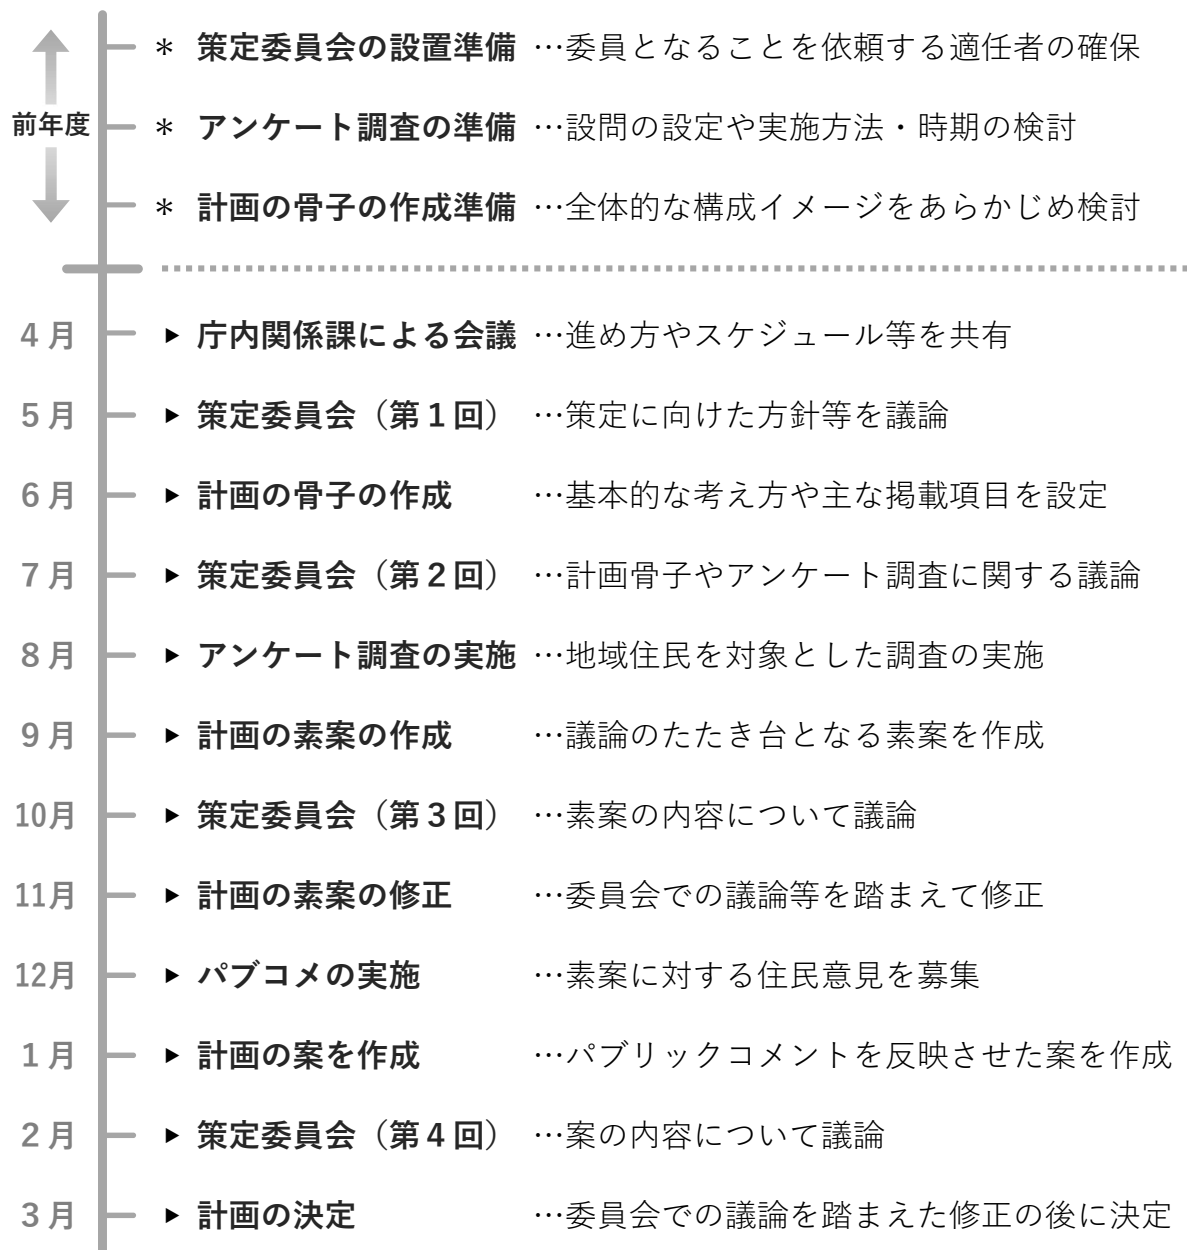 ＊ 策定委員会の設置準備 …委員となることを依頼する適任者の確保
前年度 ＊ アンケート調査の準備 …設問の設定や実施方法・時期の検討
＊ 計画の骨子の作成準備 …全体的な構成イメージをあらかじめ検討
４月 ▶ 庁内関係課による会議 …進め方やスケジュール等を共有
５月 ▶ 策定委員会（第１回） …策定に向けた方針等を議論
６月 ▶ 計画の骨子の作成 …基本的な考え方や主な掲載項目を設定
７月 ▶ 策定委員会（第２回） …計画骨子やアンケート調査に関する議論
８月 ▶ アンケート調査の実施 …地域住民を対象とした調査の実施
９月 ▶ 計画の素案の作成 …議論のたたき台となる素案を作成
10月 ▶ 策定委員会（第３回） …素案の内容について議論
11月 ▶ 計画の素案の修正 …委員会での議論等を踏まえて修正
12月 ▶ パブコメの実施 …素案に対する住民意見を募集
１月 ▶ 計画の案を作成 …パブリックコメントを反映させた案を作成
２月 ▶ 策定委員会（第４回） …案の内容について議論
３月 ▶ 計画の決定 …委員会での議論を踏まえた修正の後に決定